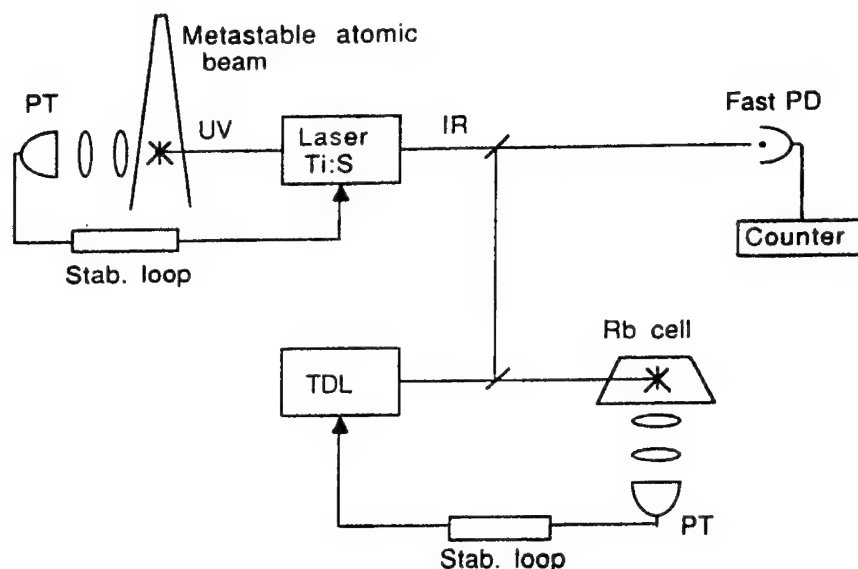 Metastable atomic
beam
PT
UV
Laser
Ti:S
IR
Fast PD
Counter
Stab. loop
Rb cell
TDL
PT
Stab. loop